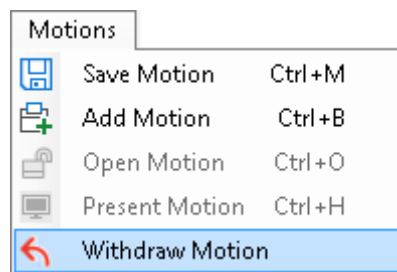 Motions
Save Motion Ctrl+M
Add Motion Ctrl+B
Open Motion Ctrl+O
Present Motion Ctrl+H
Withdraw Motion